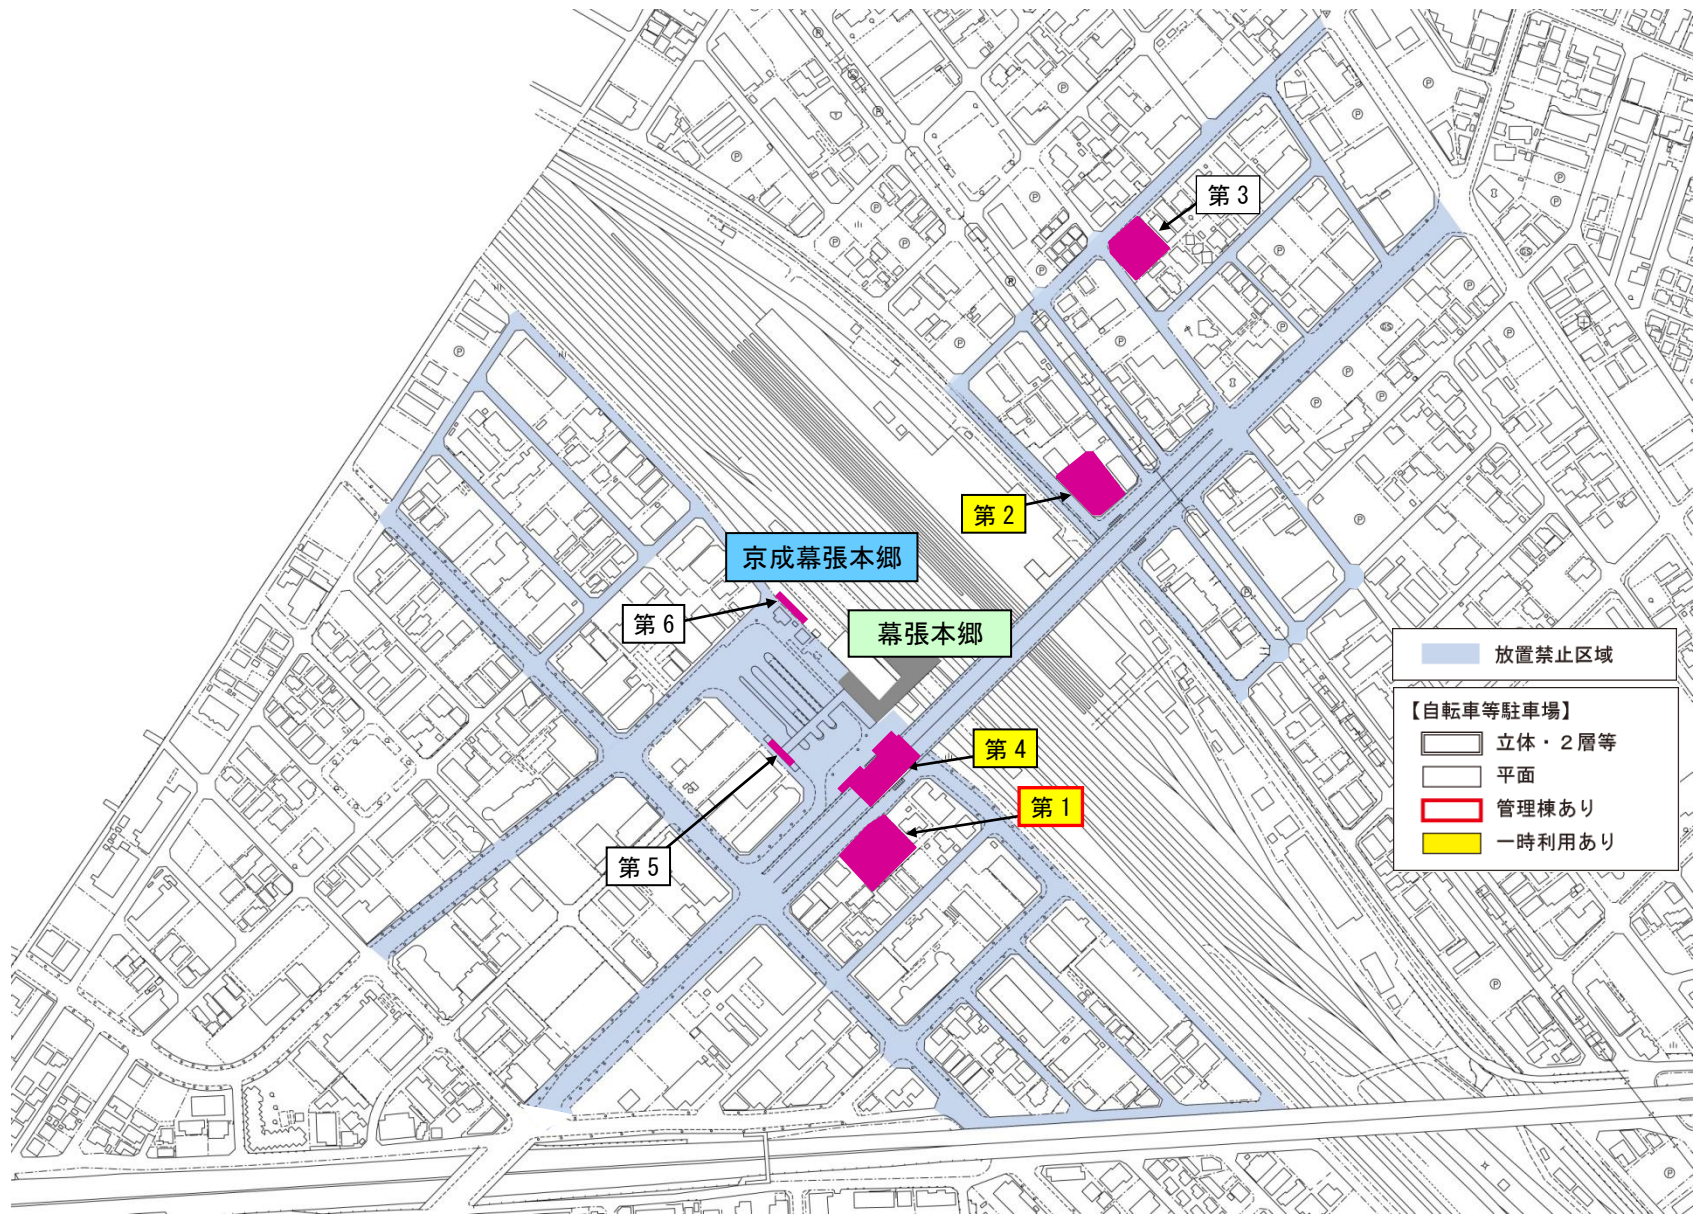 第3
第2
京成幕張本郷
第6
幕張本郷
第4
第1
第5
放置禁止区域
【自転車等駐車場】
立体・2層等
平面
管理棟あり
一時利用あり